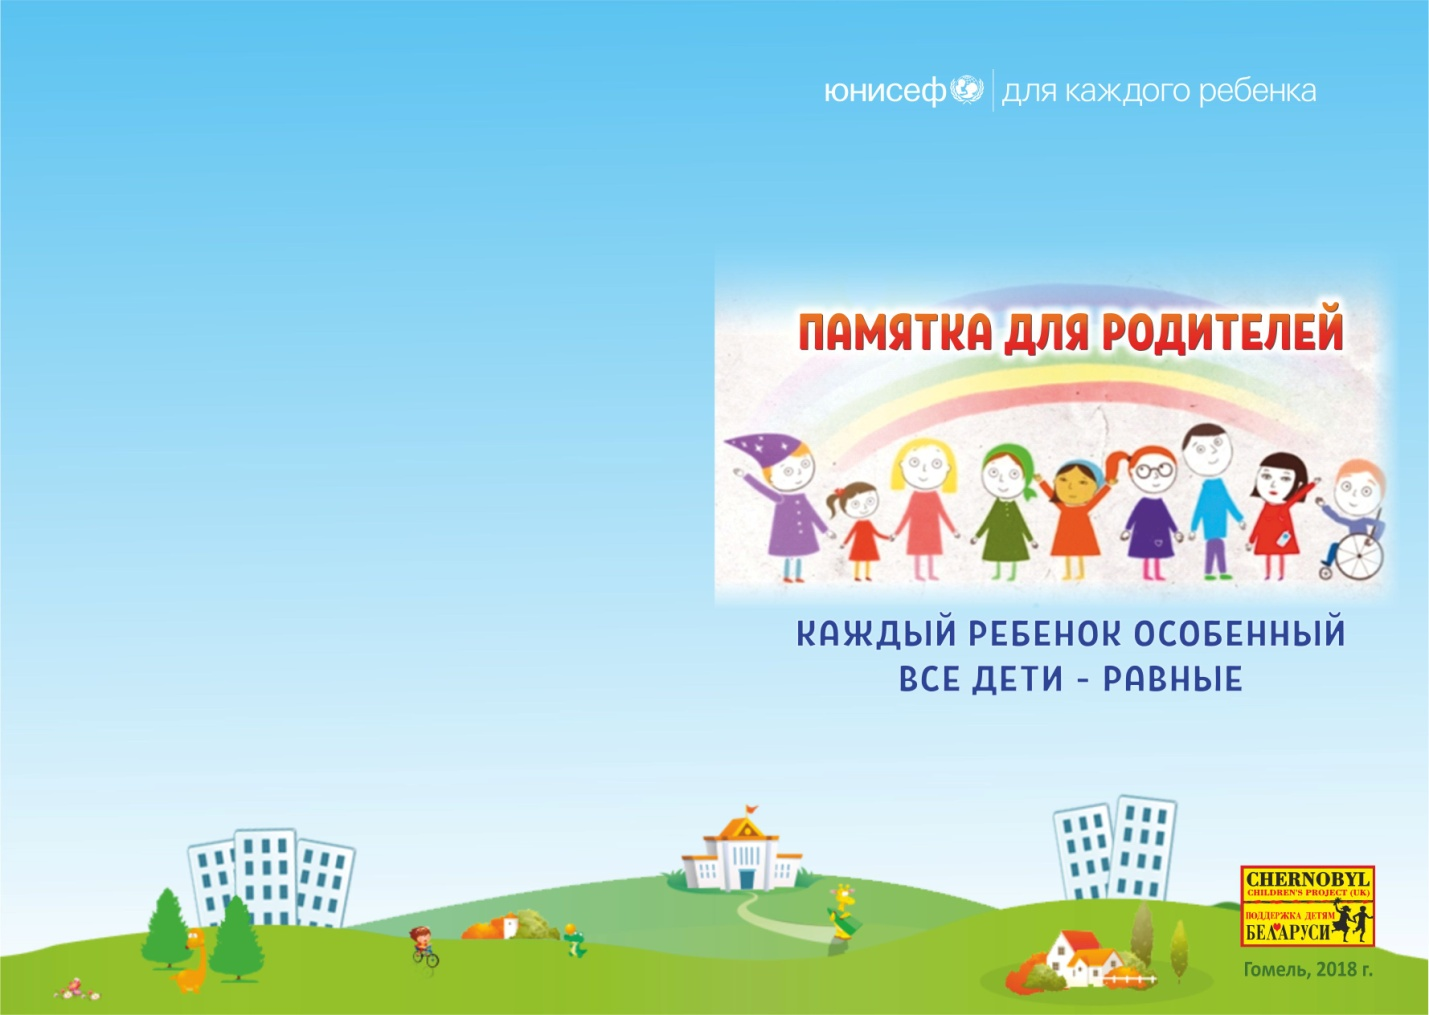 юнисеф для каждого ребенка
ПАМЯТКА ДЛЯ РОДИТЕЛЕЙ
КАЖДЫЙ РЕБЕНОК ОСОБЕННЫЙ
ВСЕ ДЕТИ - РАВНЫЕ
CHERNOBYL
CHILDREN'S PROJECT (UK)
ПОДДЕРЖКА ДЕТЯМ
БЕЛАРУСИ
Гомель, 2018 г.